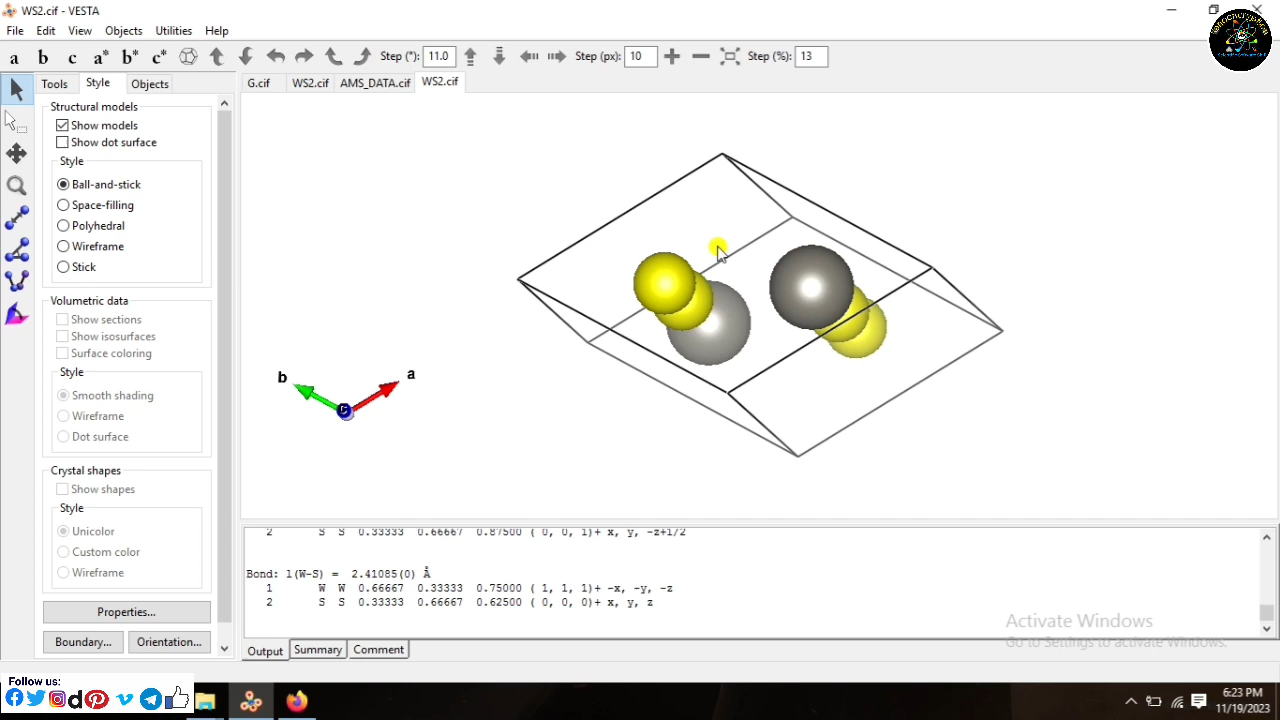 WS2.cif - VESTA
File Edit View Objects Utilities Help
a b c a* b* c* Step (°): 11.0 Step (px): 10 Step (%): 13
Tools Style Objects
G.cif WS2.cif AMS_DATA.cif WS2.cif
Structural models
Show models
Show dot surface
Style
Ball-and-stick
Space-filling
Polyhedral
Wireframe
Stick
Volumetric data
Show sections
Show isosurfaces
Surface coloring
Style
Smooth shading
Wireframe
Dot surface
Crystal shapes
Show shapes
Style
Unicolor
Custom color
Wireframe
Properties...
Boundary... Orientation...
b a
c
2 S S 0.33333 0.66667 0.87500 ( 0, 0, 1)+ x, y, -z+1/2
Bond: l(W-S) = 2.41085(0) Å
1 W W 0.66667 0.33333 0.75000 ( 1, 1, 1)+ -x, -y, -z
2 S S 0.33333 0.66667 0.62500 ( 0, 0, 0)+ x, y, z
Output Summary Comment
Activate Windows
Go to Settings to activate Windows.
Follow us:
6:23 PM
11/19/2023